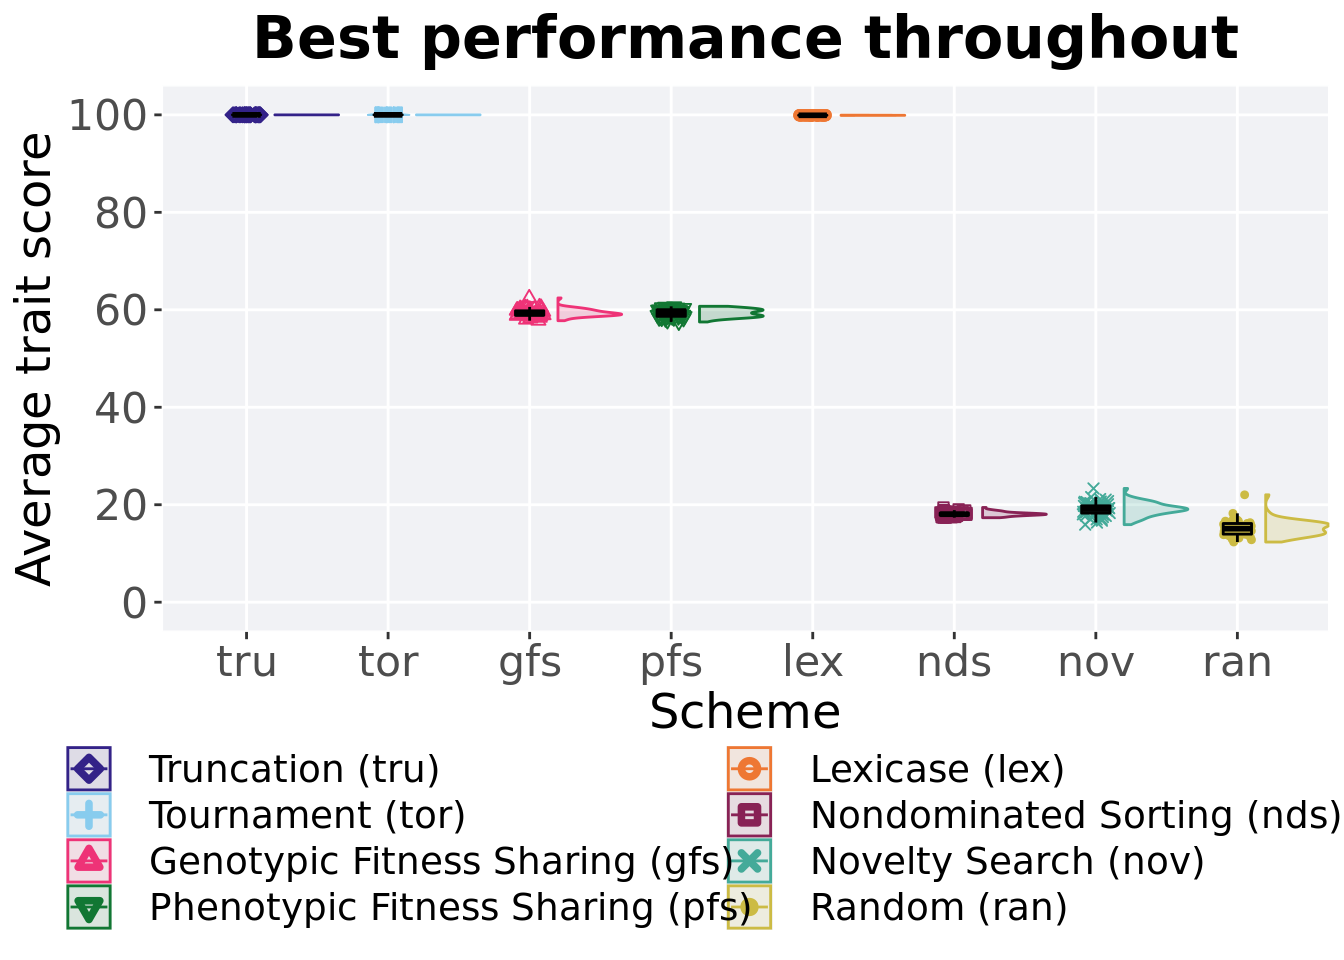 Best performance throughout
Average trait score
100
80
60
40
20
0
tru
tor
gfs
pfs
lex
nds
nov
ran
Scheme
Truncation (tru)
Tournament (tor)
Genotypic Fitness Sharing (gfs)
Phenotypic Fitness Sharing (pfs)
Lexicase (lex)
Nondominated Sorting (nds)
Novelty Search (nov)
Random (ran)